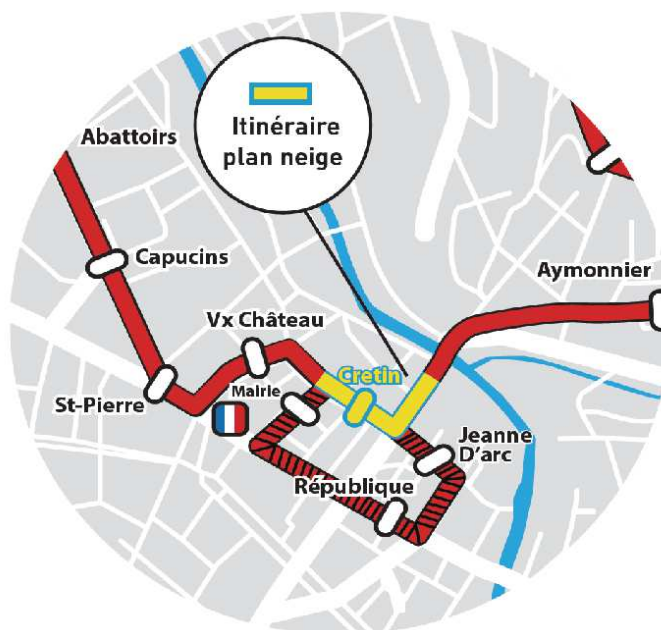 Itinéraire
plan neige
Abattoirs
Capucins
Aymonnier
Vx Château
Cretin
Mairie
St-Pierre
Jeanne
D'arc
République